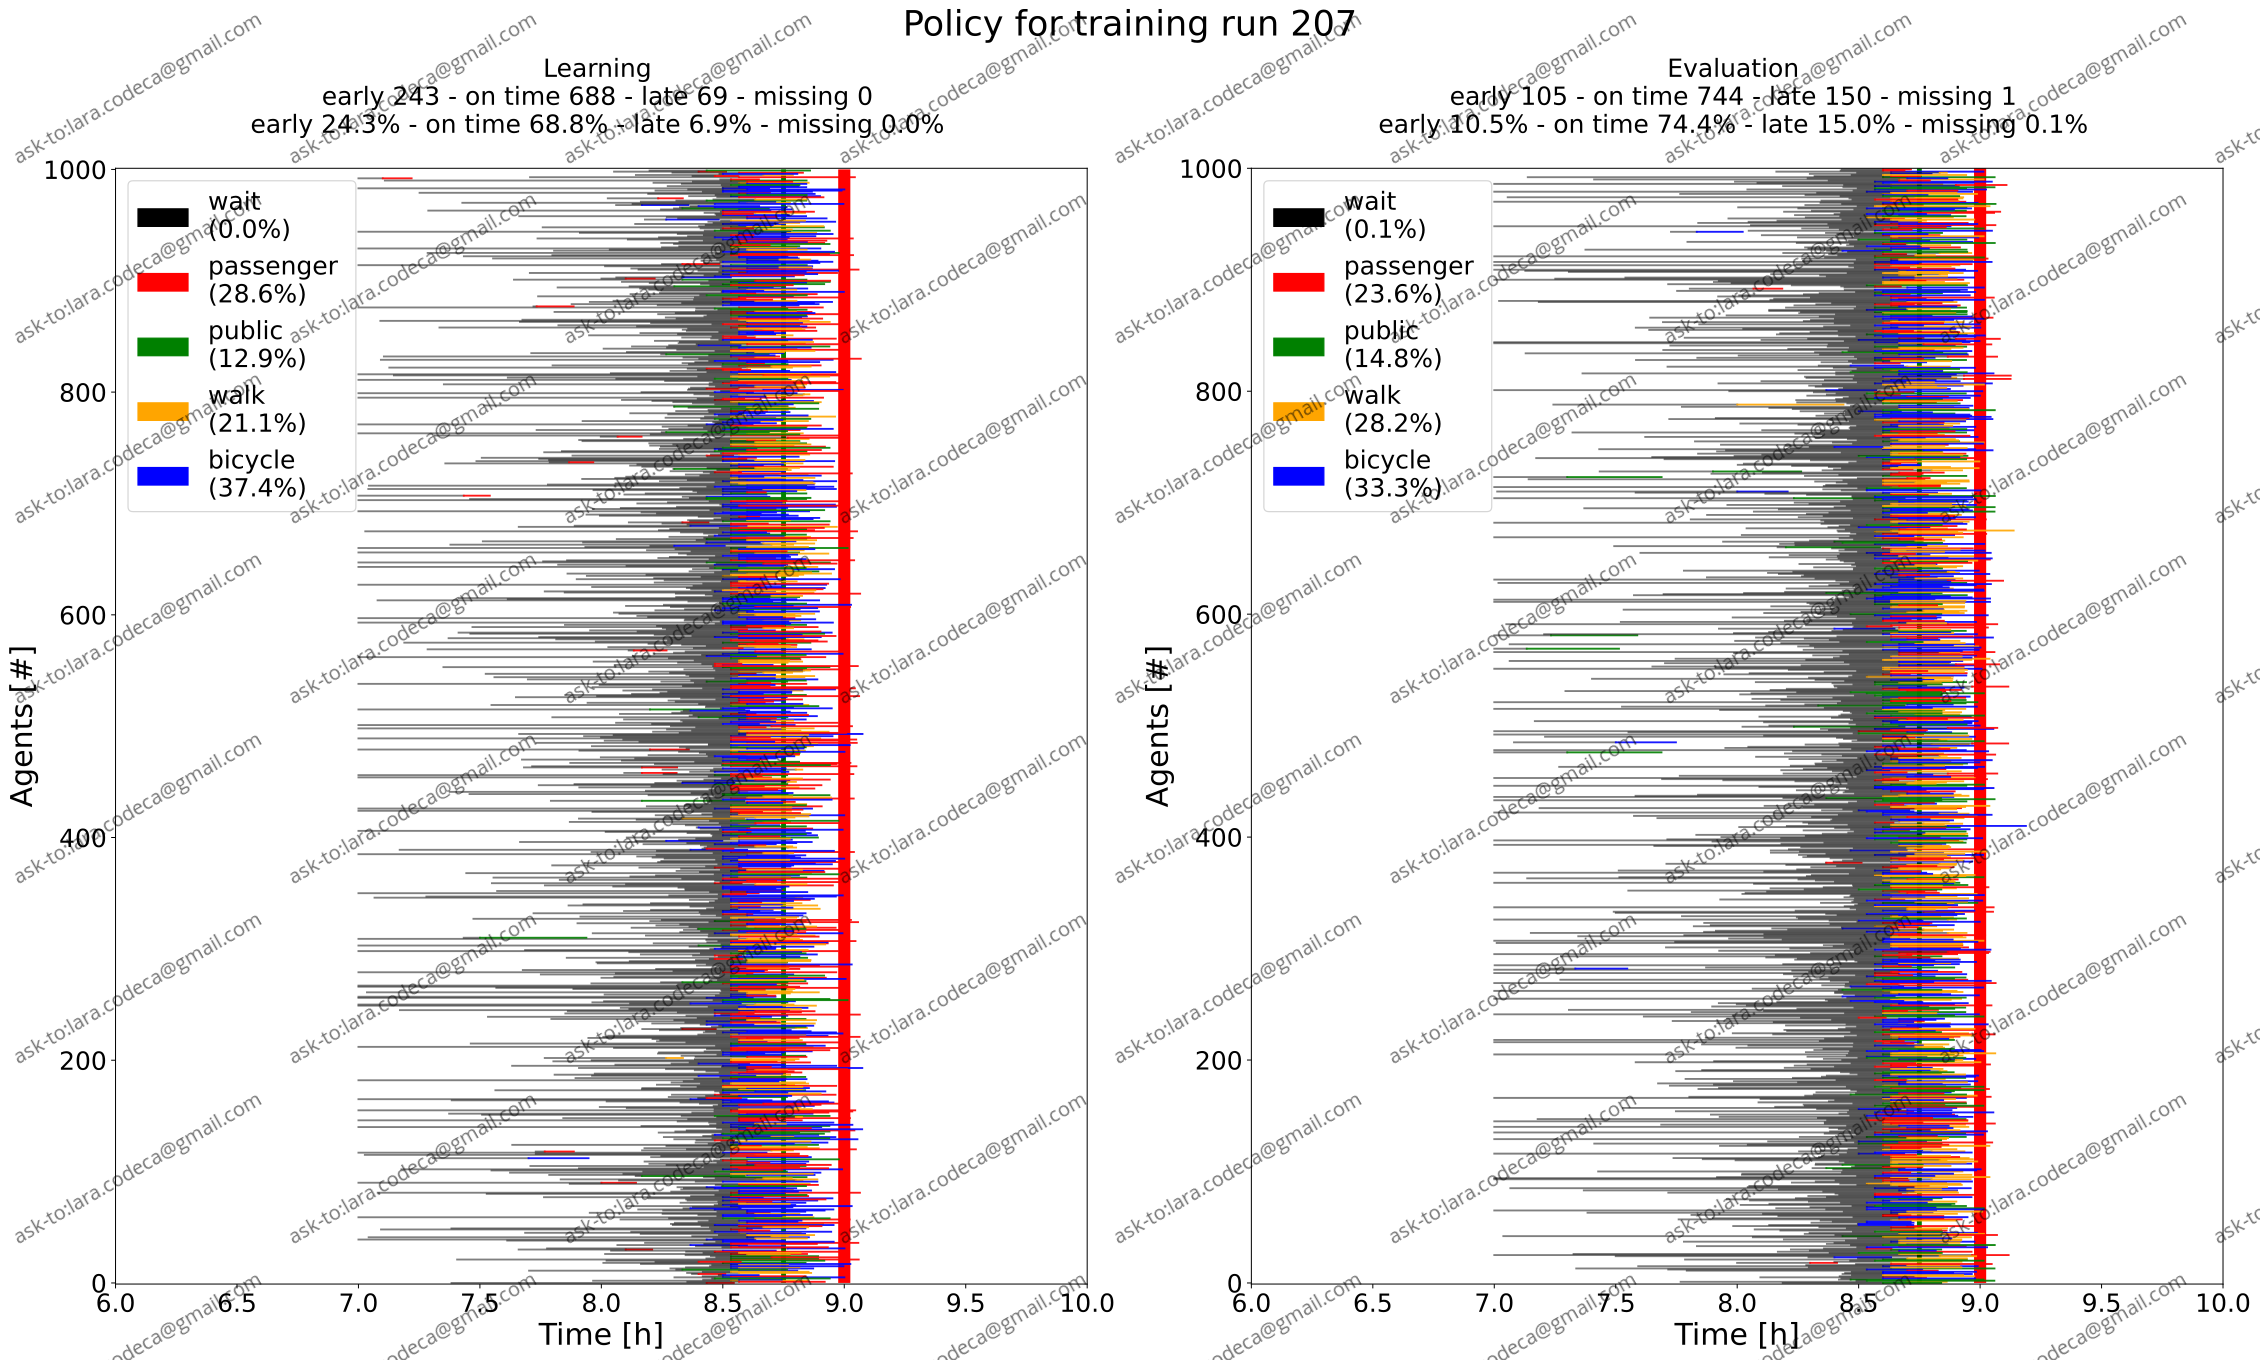 Policy for training run 207
Learning
early 243 - on time 688 - late 69 - missing 0
early 24.3% - on time 68.8% - late 6.9% - missing 0.0%
Evaluation
early 105 - on time 744 - late 150 - missing 1
early 10.5% - on time 74.4% - late 15.0% - missing 0.1%
wait
(0.0%)
passenger
(28.6%)
public
(12.9%)
walk
(21.1%)
bicycle
(37.4%)
Agents [#]
1000
800
600
400
200
0
6.0 6.5 7.0 7.5 8.0 8.5 9.0 9.5 10.0
Time [h]
wait
(0.1%)
passenger
(23.6%)
public
(14.8%)
walk
(28.2%)
bicycle
(33.3%)
Agents [#]
1000
800
600
400
200
0
6.0 6.5 7.0 7.5 8.0 8.5 9.0 9.5 10.0
Time [h]
ask-to:lara.codeca@gmail.com